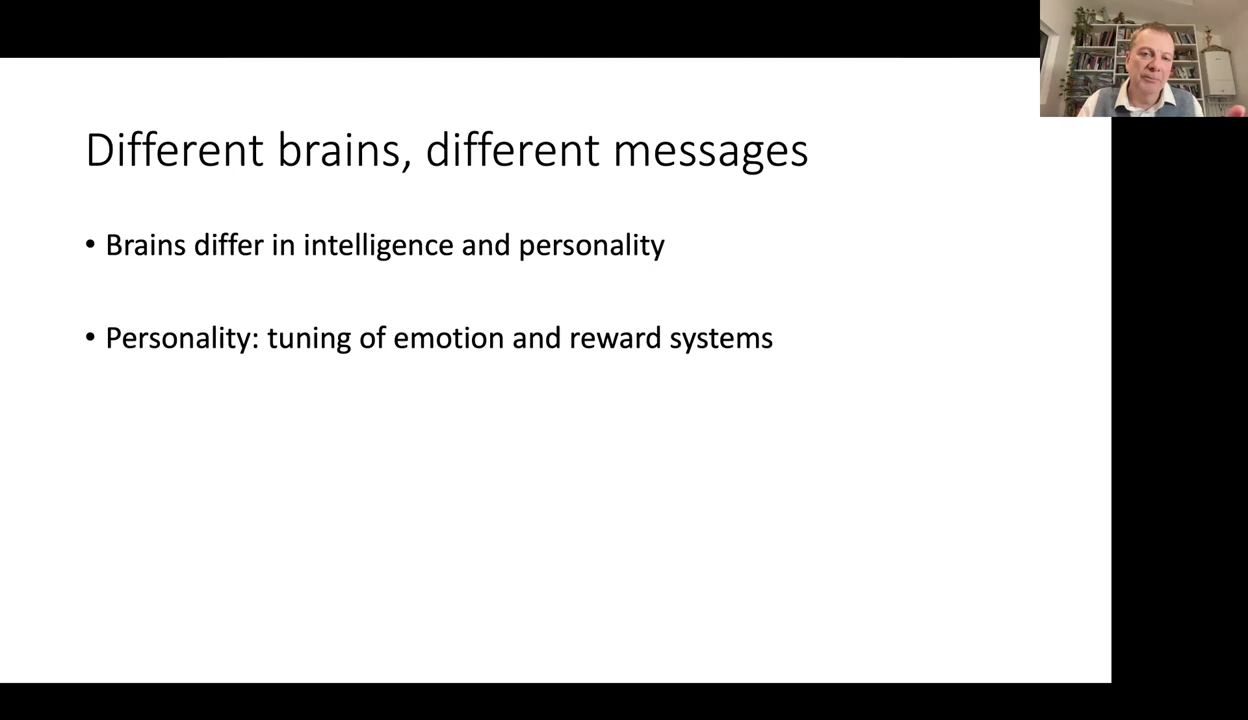 Different brains, different messages
• Brains differ in intelligence and personality
• Personality: tuning of emotion and reward systems